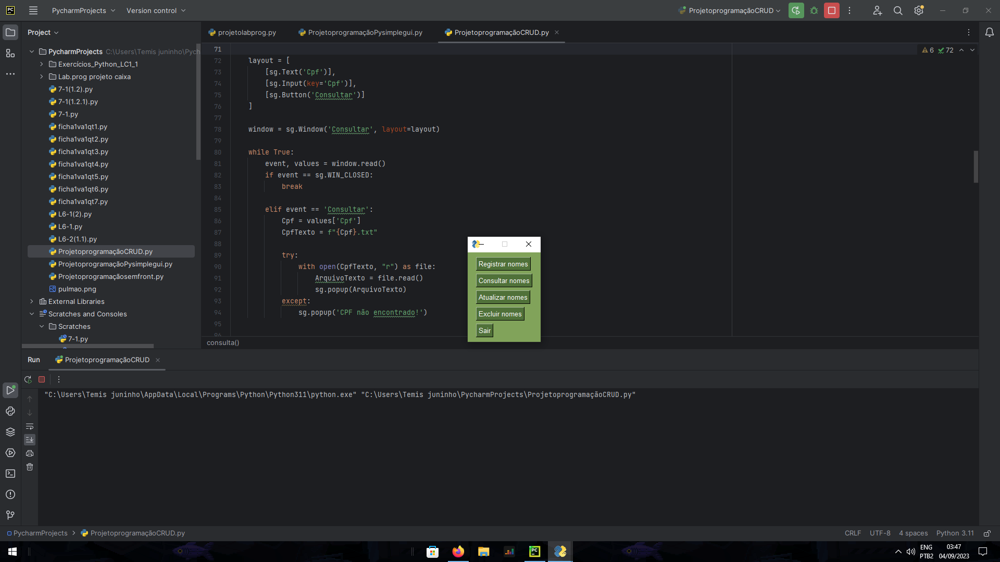 PycharmProjects
Version control
ProjetoprogramaçãoCRUD
Project
projetolabprog.py
ProjetoprogramaçãoPysimplegui.py
ProjetoprogramaçãoCRUD.py
PycharmProjects C:\Users\Temis juninho\Pych
Exercícios_Python_LC1_1
Lab.prog projeto caixa
7-1(1.2).py
7-1(1.2.1).py
7-1.py
ficha1va1qt1.py
ficha1va1qt2.py
ficha1va1qt3.py
ficha1va1qt4.py
ficha1va1qt5.py
ficha1va1qt6.py
ficha1va1qt7.py
L6-1(2).py
L6-1.py
L6-2(1.1).py
ProjetoprogramaçãoCRUD.py
ProjetoprogramaçãoPysimplegui.py
Projetoprogramaçãosemfront.py
pulmao.png
External Libraries
Scratches and Consoles
Scratches
7-1.py
6 72
71
72 layout = [
73 [sg.Text('Cpf')],
74 [sg.Input(key='Cpf')],
75 [sg.Button('Consultar')]
76 ]
77
78 window = sg.Window('Consultar', layout=layout)
79
80 while True:
81 event, values = window.read()
82 if event == sg.WIN_CLOSED:
83 break
84
85 elif event == 'Consultar':
86 Cpf = values['Cpf']
87 CpfTexto = f"{Cpf}.txt"
88
89 try:
90 with open(CpfTexto, "r") as file:
91 ArquivoTexto = file.read()
92 sg.popup(ArquivoTexto)
93 except:
94 sg.popup('CPF não encontrado!')
95
96
consulta()
Registrar nomes
Consultar nomes
Atualizar nomes
Excluir nomes
Sair
Run
ProjetoprogramaçãoCRUD
"C:\Users\Temis juninho\AppData\Local\Programs\Python\Python311\python.exe" "C:\Users\Temis juninho\PycharmProjects\ProjetoprogramaçãoCRUD.py"
PycharmProjects
ProjetoprogramaçãoCRUD.py
CRLF UTF-8 4 spaces Python 3.11
PC
ENG
PTB2
03:47
04/09/2023